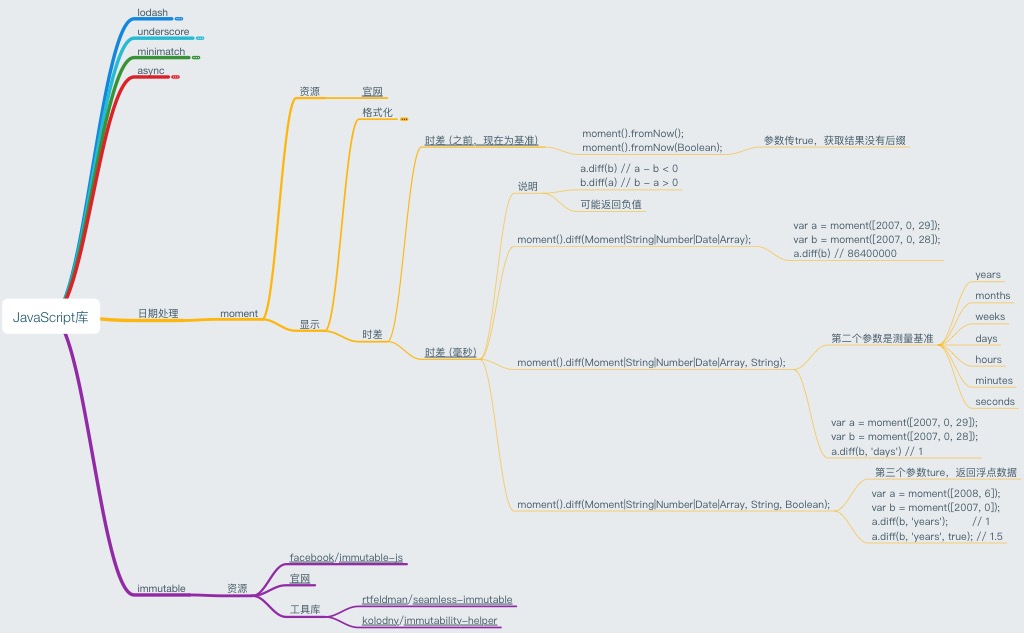 lodash
underscore
minimatch
async
JavaScript库
日期处理
moment
资源
官网
显示
格式化
时差
时差 (之前、现在为基准)
moment().fromNow();
moment().fromNow(Boolean);
参数传true，获取结果没有后缀
时差 (毫秒)
说明
a.diff(b) // a - b < 0
b.diff(a) // b - a > 0
可能返回负值
moment().diff(Moment|String|Number|Date|Array);
var a = moment([2007, 0, 29]);
var b = moment([2007, 0, 28]);
a.diff(b) // 86400000
moment().diff(Moment|String|Number|Date|Array, String);
第二个参数是测量基准
years
months
weeks
days
hours
minutes
seconds
var a = moment([2007, 0, 29]);
var b = moment([2007, 0, 28]);
a.diff(b, 'days') // 1
moment().diff(Moment|String|Number|Date|Array, String, Boolean);
第三个参数ture，返回浮点数据
var a = moment([2008, 6]);
var b = moment([2007, 0]);
a.diff(b, 'years'); // 1
a.diff(b, 'years', true); // 1.5
immutable
资源
facebook/immutable-js
官网
工具库
rtfeldman/seamless-immutable
kolodny/immutability-helper